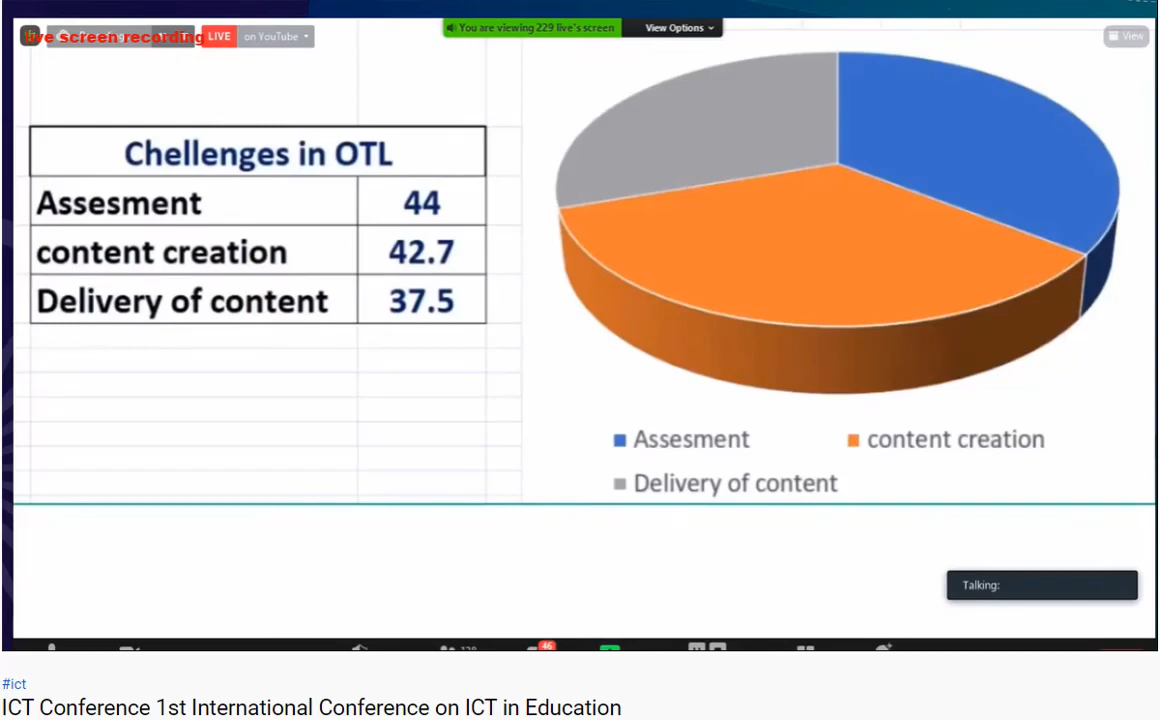 live screen recording
LIVE on YouTube
You are viewing 229 live's screen View Options
View
Chellenges in OTL
Assesment 44
content creation 42.7
Delivery of content 37.5
Assesment content creation
Delivery of content
Talking:
46
#ict
ICT Conference 1st International Conference on ICT in Education